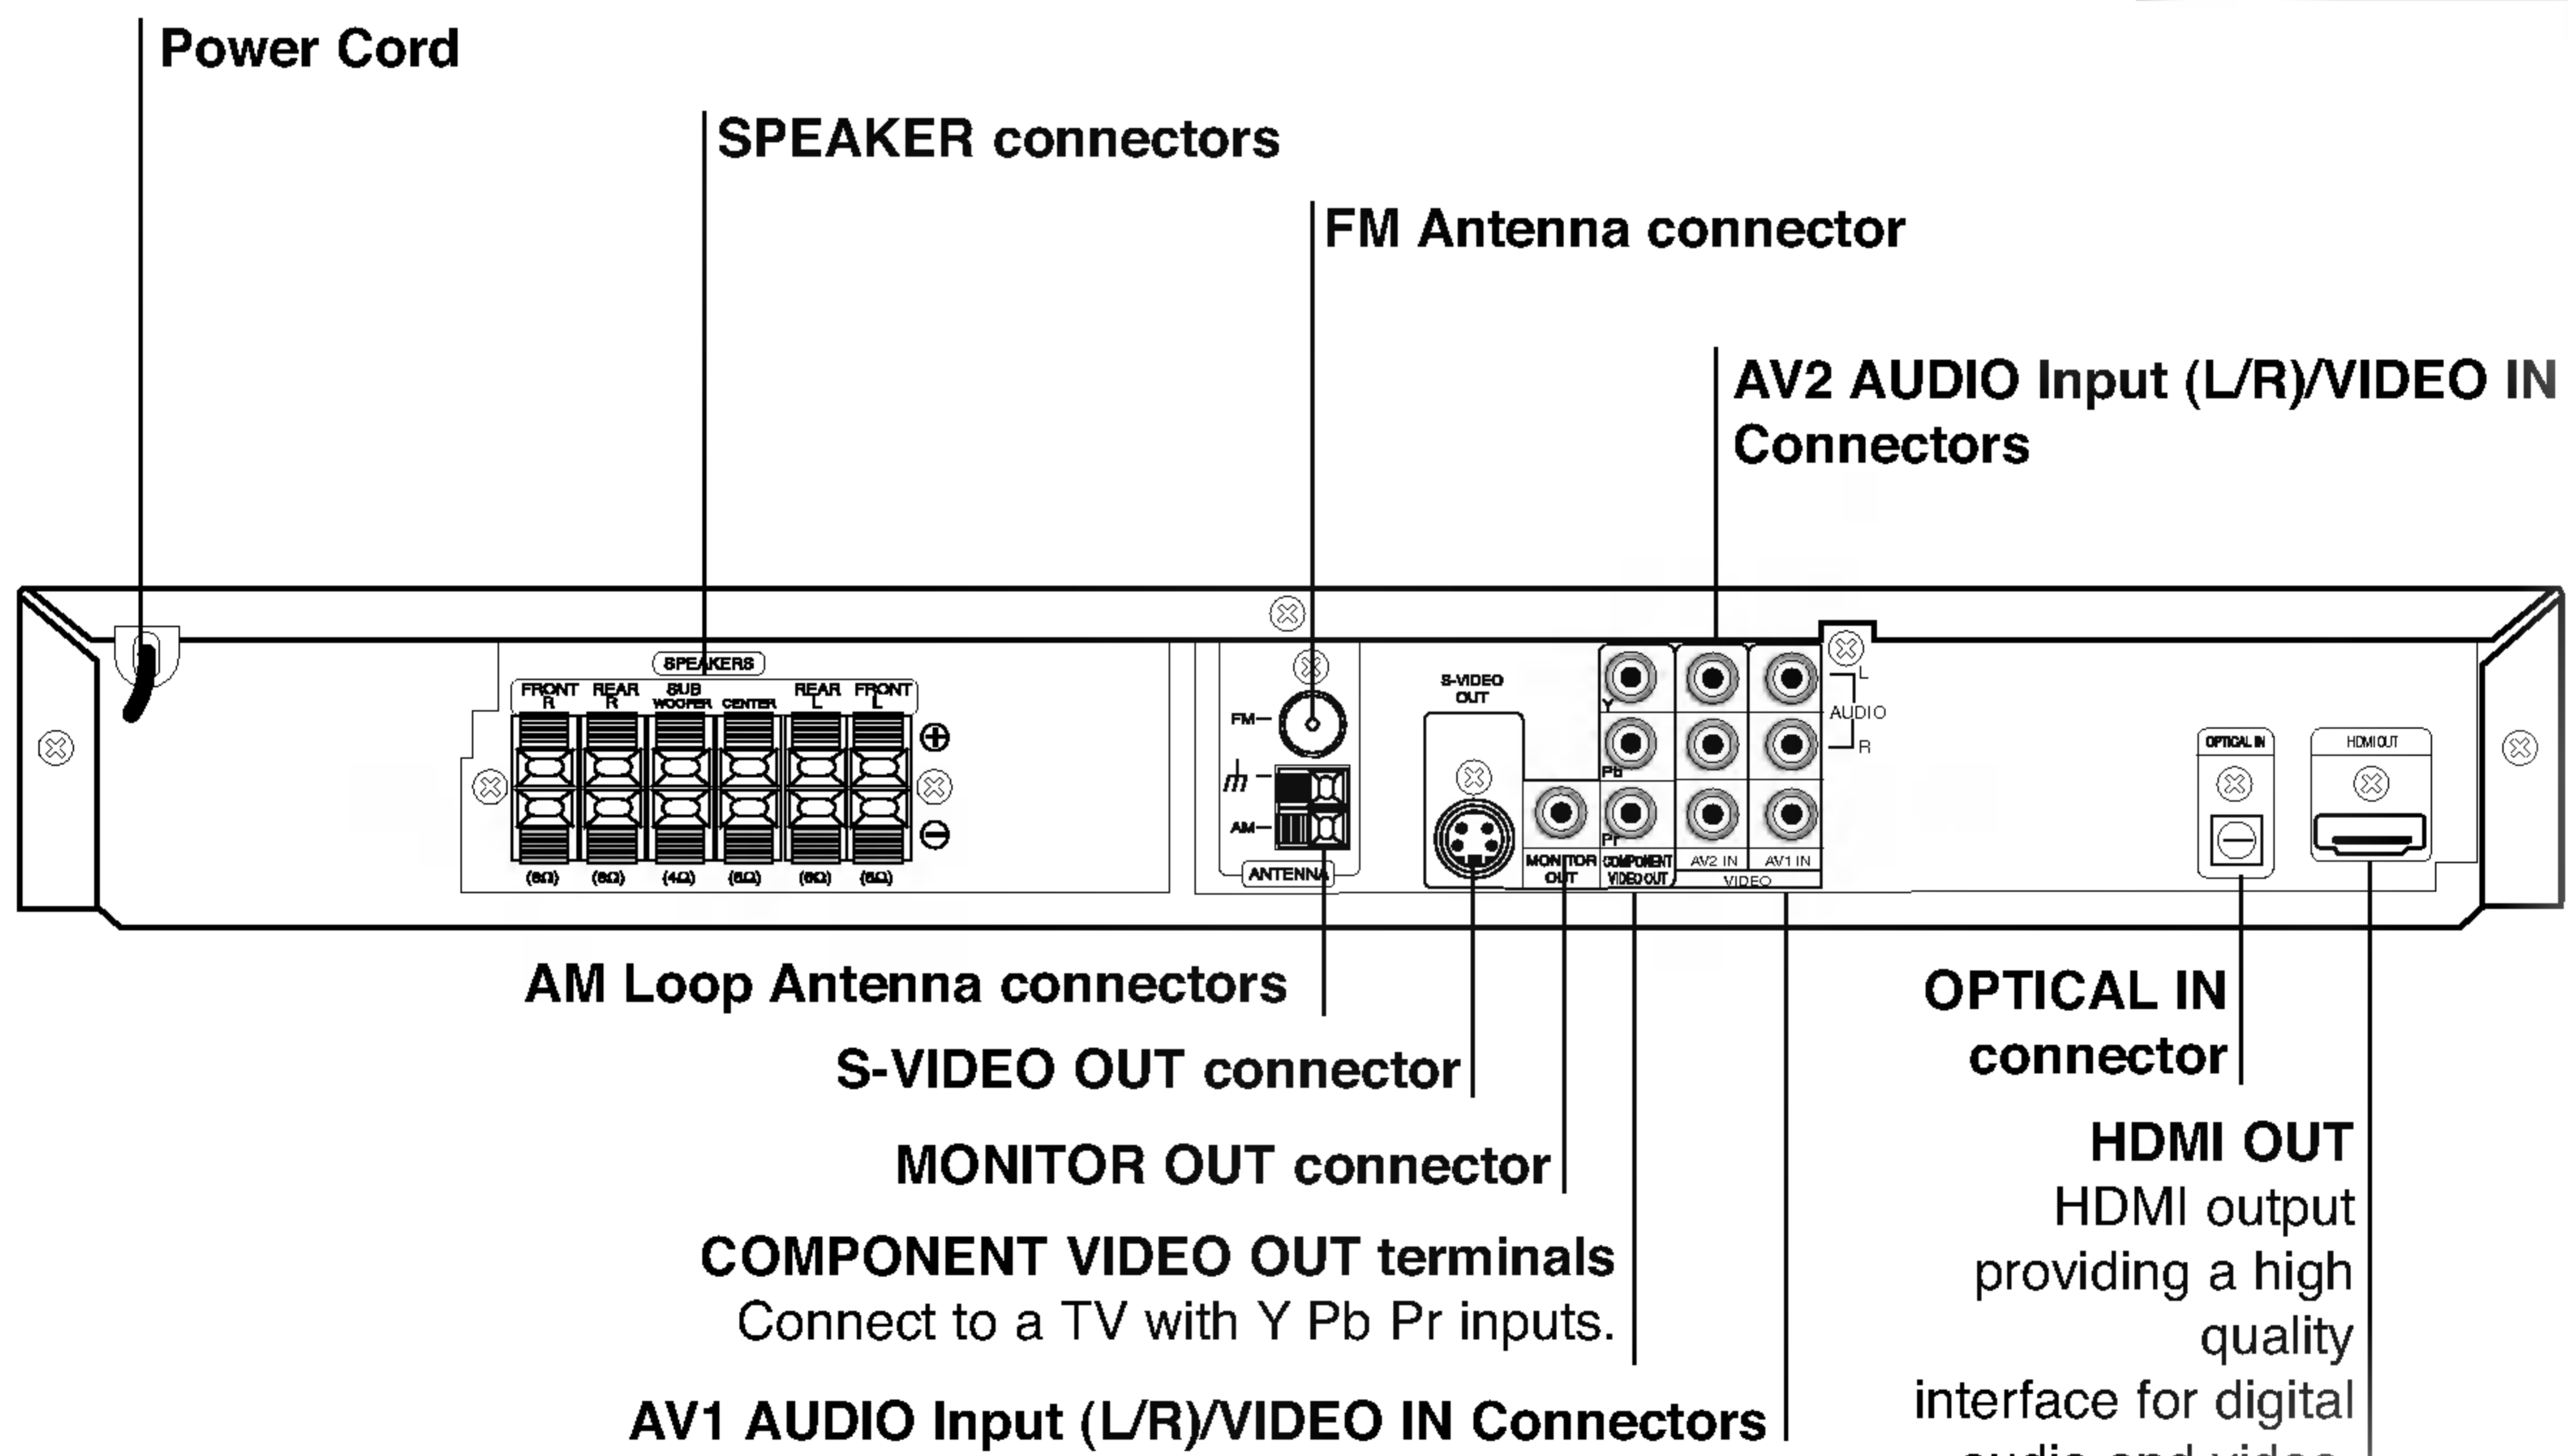 Power Cord
SPEAKER connectors
FM Antenna connector
AV2 AUDIO Input (L/R)/VIDEO IN
Connectors
SPEAKERS
FRONT R
REAR R
SUB WOOFER
CENTER
REAR L
FRONT L
(6Ω) (6Ω) (4Ω) (6Ω) (6Ω) (6Ω)
FM
AM
ANTENNA
S-VIDEO
OUT
MONITOR
OUT
Y
Pb
Pr
COMPONENT
VIDEO OUT
AV2 IN
AV1 IN
VIDEO
L
AUDIO
R
OPTICAL IN
HDMI OUT
AM Loop Antenna connectors
S-VIDEO OUT connector
MONITOR OUT connector
COMPONENT VIDEO OUT terminals
Connect to a TV with Y Pb Pr inputs.
AV1 AUDIO Input (L/R)/VIDEO IN Connectors
OPTICAL IN
connector
HDMI OUT
HDMI output
providing a high
quality
interface for digital
audio and video